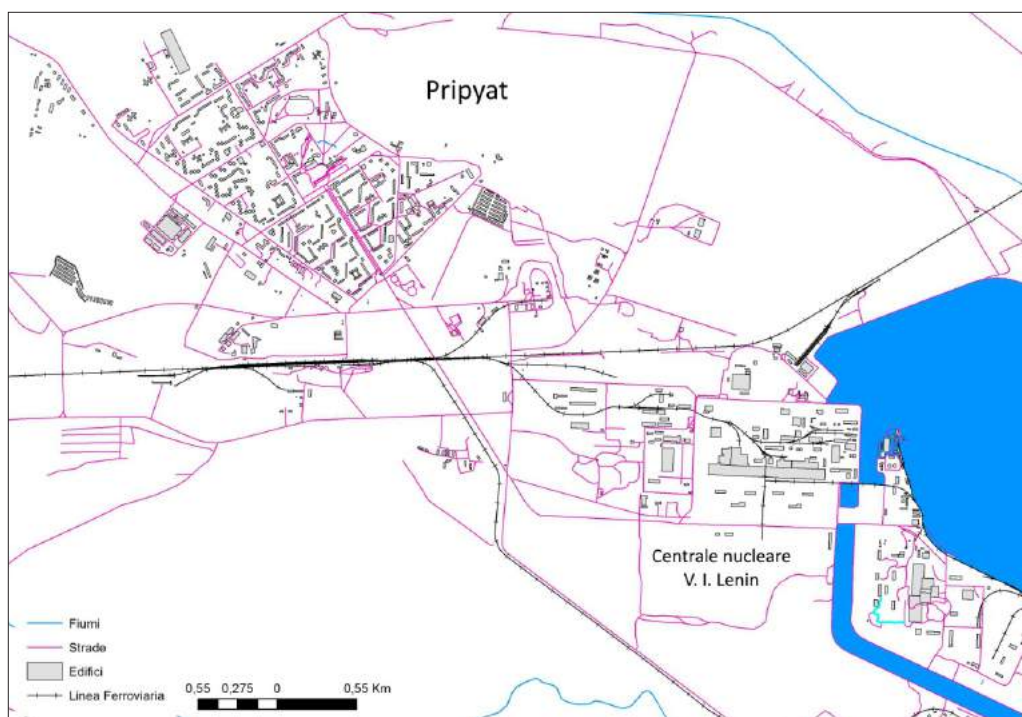 Pripyat
Centrale nucleare
V. I. Lenin
Fiumi
Strade
Edifici
Linea Ferroviaria
0,55 0,275 0 0,55 Km